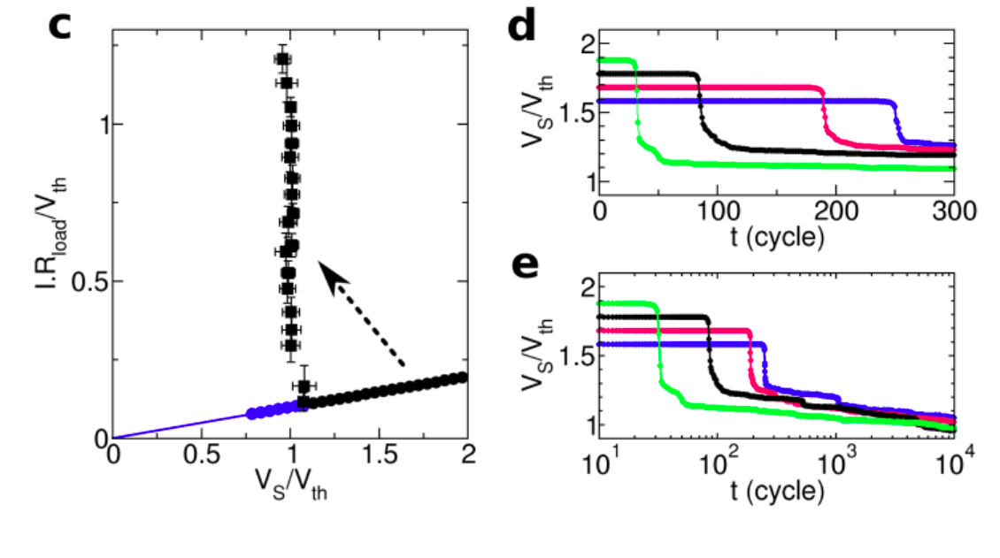 c
I.R_load/V_th
1
0.5
0
0 0.5 1 1.5 2
V_S/V_th
d
V_S/V_th
2
1.5
1
0 100 200 300
t (cycle)
e
V_S/V_th
2
1.5
1
10^1 10^2 10^3 10^4
t (cycle)